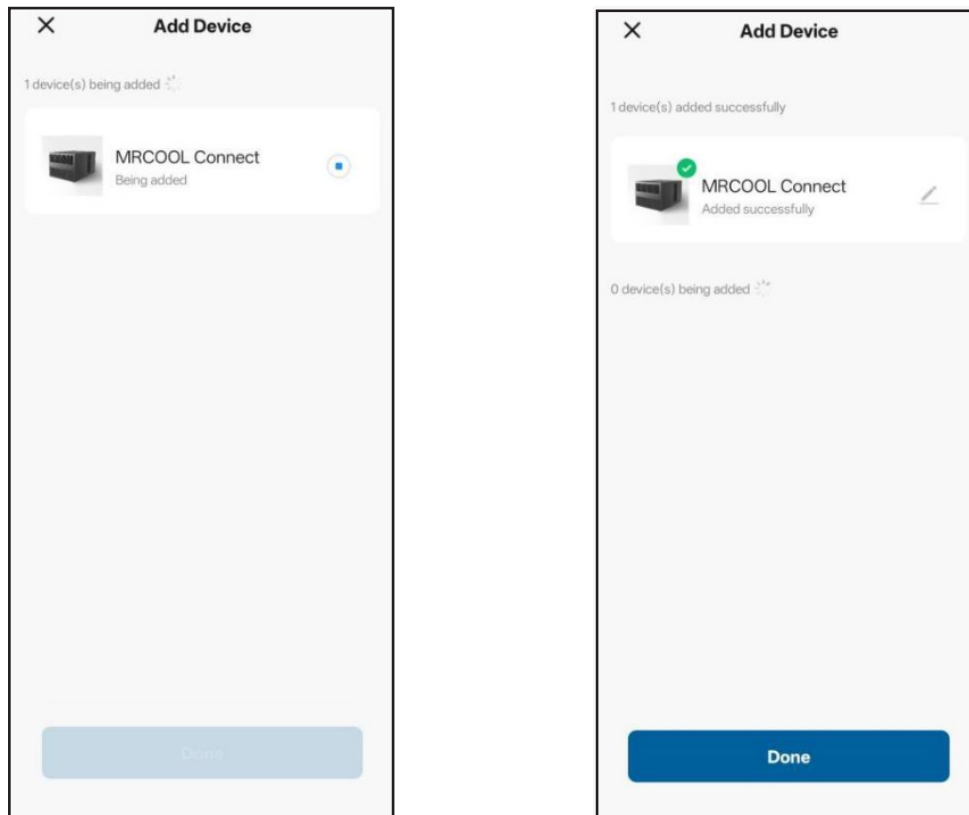 Add Device
1 device(s) being added
MRCOOL Connect
Being added
Done
Add Device
1 device(s) added successfully
MRCOOL Connect
Added successfully
0 device(s) being added
Done